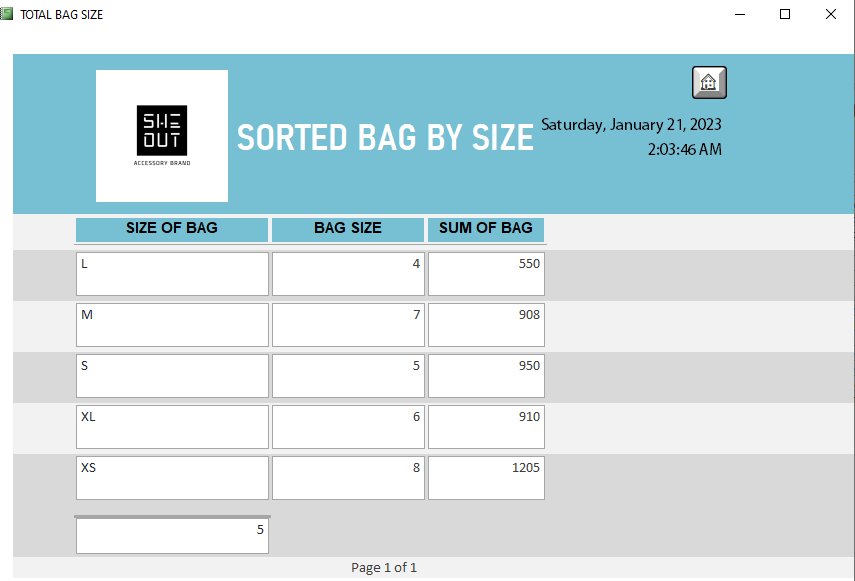 TOTAL BAG SIZE
SHE
OUT
ACCESSORY BRAND
SORTED BAG BY SIZE
Saturday, January 21, 2023
2:03:46 AM
SIZE OF BAG BAG SIZE SUM OF BAG
L 4 550
M 7 908
S 5 950
XL 6 910
XS 8 1205
5
Page 1 of 1